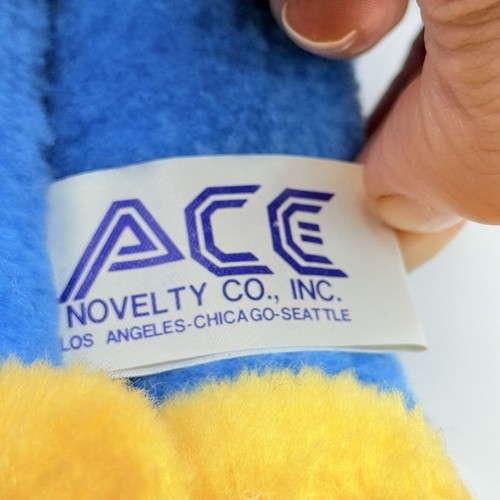 ACE
NOVELTY CO., INC.
LOS ANGELES-CHICAGO-SEATTLE